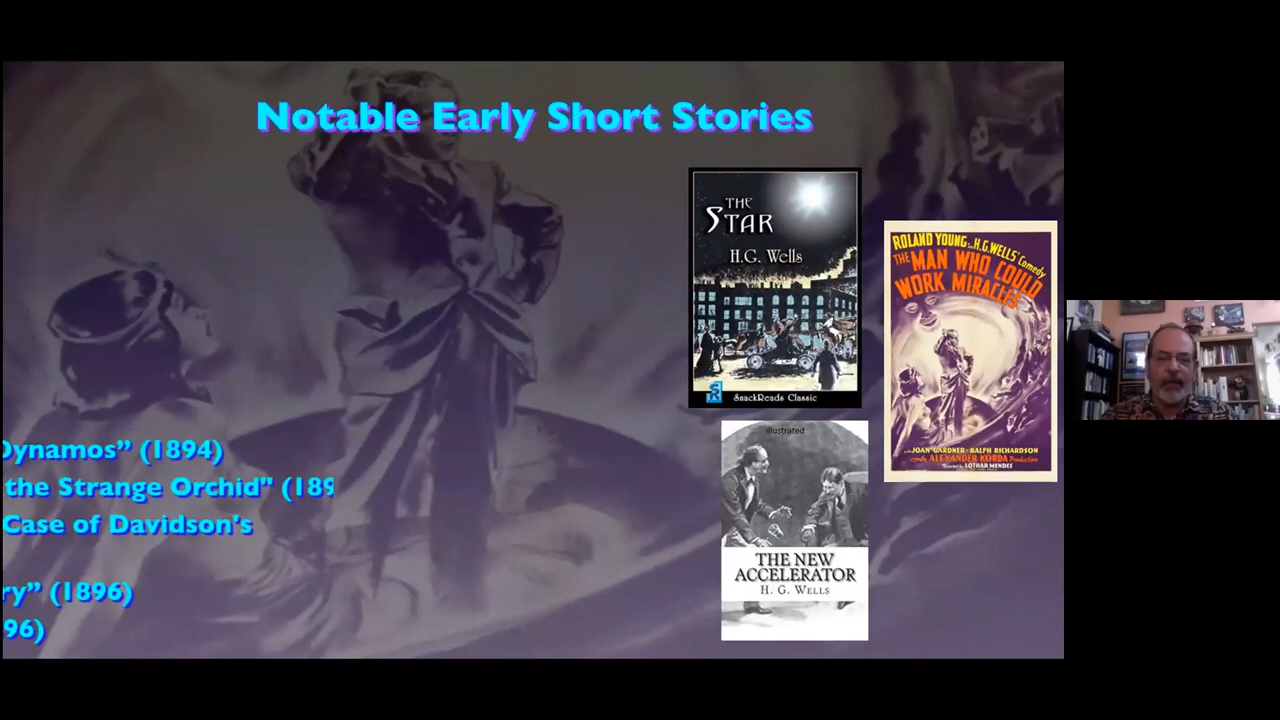 Notable Early Short Stories
THE
STAR
H.G. Wells
SnackReads Classic
ROLAND YOUNG in H.G.WELLS' Comedy
THE MAN WHO COULD
WORK MIRACLES
JOAN GARDNER · RALPH RICHARDSON
ALEXANDER KORDA Production
Directed by LOTHAR MENDES
illustrated
THE NEW
ACCELERATOR
H. G. WELLS
Dynamos” (1894)
the Strange Orchid" (189
Case of Davidson's
ry” (1896)
96)